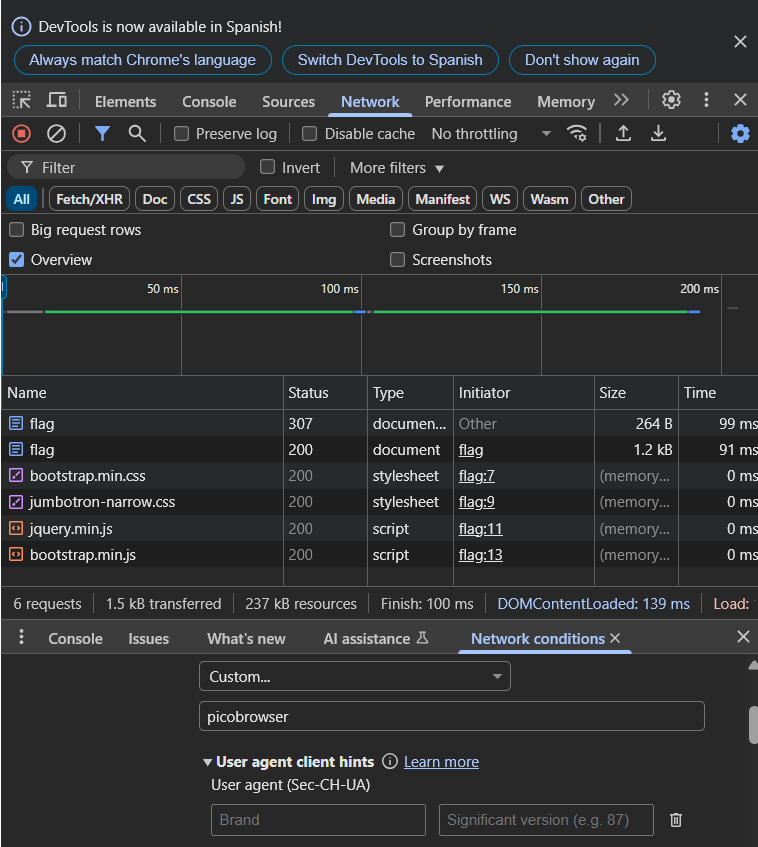 DevTools is now available in Spanish!
Always match Chrome's language Switch DevTools to Spanish Don't show again
Elements Console Sources Network Performance Memory
Preserve log Disable cache No throttling
Filter Invert More filters
All Fetch/XHR Doc CSS JS Font Img Media Manifest WS Wasm Other
Big request rows Group by frame
Overview Screenshots
50 ms 100 ms 150 ms 200 ms
Name Status Type Initiator Size Time
flag 307 documen... Other 264 B 99 ms
flag 200 document flag 1.2 kB 91 ms
bootstrap.min.css 200 stylesheet flag:7 (memory... 0 ms
jumbotron-narrow.css 200 stylesheet flag:9 (memory... 0 ms
jquery.min.js 200 script flag:11 (memory... 0 ms
bootstrap.min.js 200 script flag:13 (memory... 0 ms
6 requests 1.5 kB transferred 237 kB resources Finish: 100 ms DOMContentLoaded: 139 ms Load:
Console Issues What's new AI assistance Network conditions
Custom...
picobrowser
User agent client hints Learn more
User agent (Sec-CH-UA)
Brand Significant version (e.g. 87)